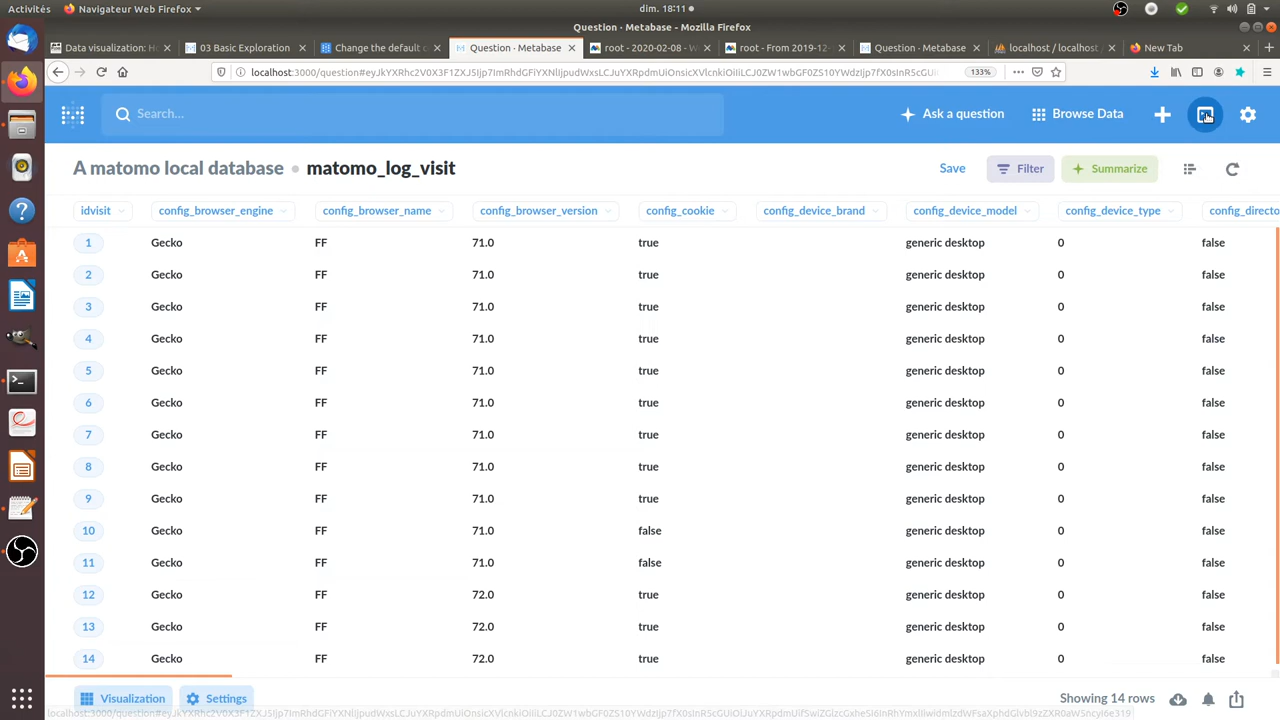 Activités
Navigateur Web Firefox
dim. 18:11
Question · Metabase - Mozilla Firefox
Data visualization: H
03 Basic Exploration
Change the default c
Question · Metabase
root - 2020-02-08 - W
root - From 2019-12-
Question · Metabase
localhost / localhost /
New Tab
133%
Search...
Ask a question
Browse Data
A matomo local database • matomo_log_visit
Save
Filter
Summarize
idvisit config_browser_engine config_browser_name config_browser_version config_cookie config_device_brand config_device_model config_device_type config_directo
1 Gecko FF 71.0 true generic desktop 0 false
2 Gecko FF 71.0 true generic desktop 0 false
3 Gecko FF 71.0 true generic desktop 0 false
4 Gecko FF 71.0 true generic desktop 0 false
5 Gecko FF 71.0 true generic desktop 0 false
6 Gecko FF 71.0 true generic desktop 0 false
7 Gecko FF 71.0 true generic desktop 0 false
8 Gecko FF 71.0 true generic desktop 0 false
9 Gecko FF 71.0 true generic desktop 0 false
10 Gecko FF 71.0 false generic desktop 0 false
11 Gecko FF 71.0 false generic desktop 0 false
12 Gecko FF 72.0 true generic desktop 0 false
13 Gecko FF 72.0 true generic desktop 0 false
14 Gecko FF 72.0 true generic desktop 0 false
Visualization
Settings
Showing 14 rows